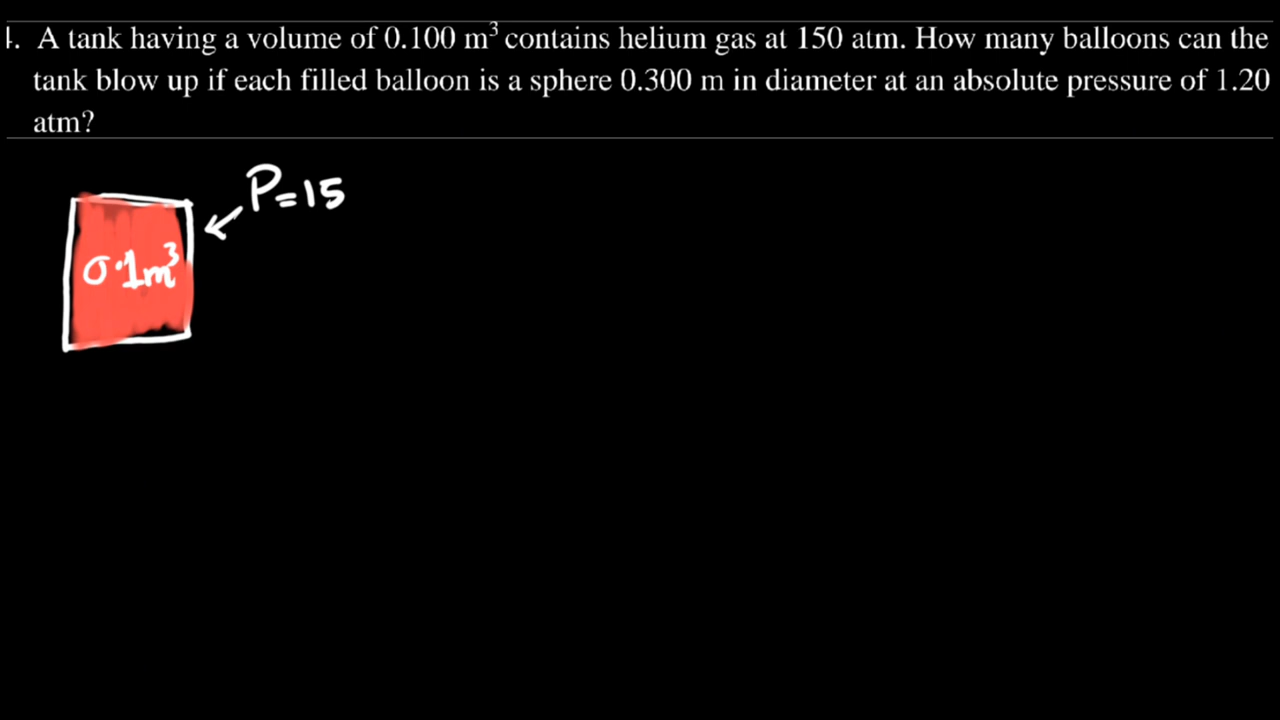 4. A tank having a volume of 0.100 m³ contains helium gas at 150 atm. How many balloons can the
tank blow up if each filled balloon is a sphere 0.300 m in diameter at an absolute pressure of 1.20
atm?
P=15
0.1m³